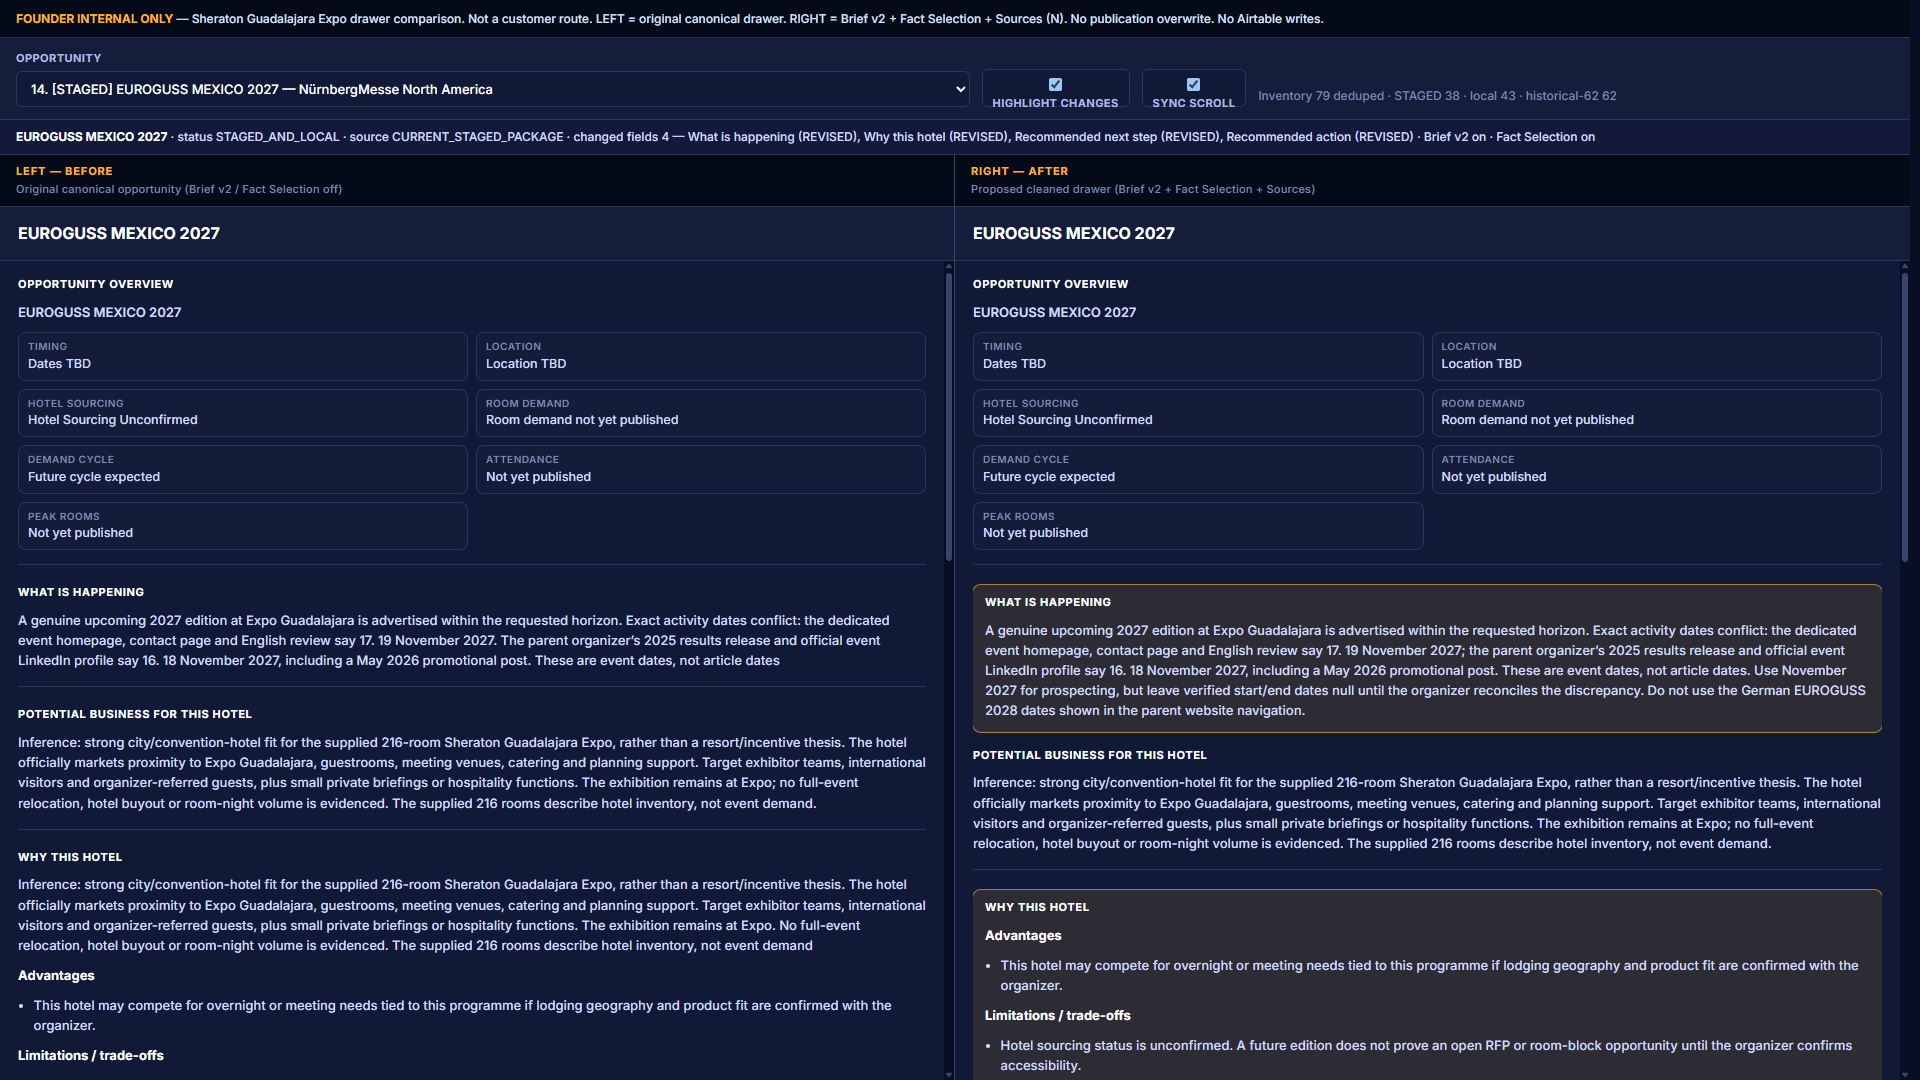 FOUNDER INTERNAL ONLY — Sheraton Guadalajara Expo drawer comparison. Not a customer route. LEFT = original canonical drawer. RIGHT = Brief v2 + Fact Selection + Sources (N). No publication overwrite. No Airtable writes.
OPPORTUNITY
14. [STAGED] EUROGUSS MEXICO 2027 — NürnbergMesse North America
HIGHLIGHT CHANGES
SYNC SCROLL
Inventory 79 deduped · STAGED 38 · local 43 · historical-62 62
EUROGUSS MEXICO 2027 · status STAGED_AND_LOCAL · source CURRENT_STAGED_PACKAGE · changed fields 4 — What is happening (REVISED), Why this hotel (REVISED), Recommended next step (REVISED), Recommended action (REVISED) · Brief v2 on · Fact Selection on
LEFT — BEFORE
Original canonical opportunity (Brief v2 / Fact Selection off)
EUROGUSS MEXICO 2027
OPPORTUNITY OVERVIEW
EUROGUSS MEXICO 2027
TIMING
Dates TBD
LOCATION
Location TBD
HOTEL SOURCING
Hotel Sourcing Unconfirmed
ROOM DEMAND
Room demand not yet published
DEMAND CYCLE
Future cycle expected
ATTENDANCE
Not yet published
PEAK ROOMS
Not yet published
WHAT IS HAPPENING
A genuine upcoming 2027 edition at Expo Guadalajara is advertised within the requested horizon. Exact activity dates conflict: the dedicated
event homepage, contact page and English review say 17. 19 November 2027. The parent organizer’s 2025 results release and official event
LinkedIn profile say 16. 18 November 2027, including a May 2026 promotional post. These are event dates, not article dates
POTENTIAL BUSINESS FOR THIS HOTEL
Inference: strong city/convention-hotel fit for the supplied 216-room Sheraton Guadalajara Expo, rather than a resort/incentive thesis. The hotel
officially markets proximity to Expo Guadalajara, guestrooms, meeting venues, catering and planning support. Target exhibitor teams, international
visitors and organizer-referred guests, plus small private briefings or hospitality functions. The exhibition remains at Expo; no full-event
relocation, hotel buyout or room-night volume is evidenced. The supplied 216 rooms describe hotel inventory, not event demand.
WHY THIS HOTEL
Inference: strong city/convention-hotel fit for the supplied 216-room Sheraton Guadalajara Expo, rather than a resort/incentive thesis. The hotel
officially markets proximity to Expo Guadalajara, guestrooms, meeting venues, catering and planning support. Target exhibitor teams, international
visitors and organizer-referred guests, plus small private briefings or hospitality functions. The exhibition remains at Expo. No full-event
relocation, hotel buyout or room-night volume is evidenced. The supplied 216 rooms describe hotel inventory, not event demand
Advantages
• This hotel may compete for overnight or meeting needs tied to this programme if lodging geography and product fit are confirmed with the
organizer.
Limitations / trade-offs
RIGHT — AFTER
Proposed cleaned drawer (Brief v2 + Fact Selection + Sources)
EUROGUSS MEXICO 2027
OPPORTUNITY OVERVIEW
EUROGUSS MEXICO 2027
TIMING
Dates TBD
LOCATION
Location TBD
HOTEL SOURCING
Hotel Sourcing Unconfirmed
ROOM DEMAND
Room demand not yet published
DEMAND CYCLE
Future cycle expected
ATTENDANCE
Not yet published
PEAK ROOMS
Not yet published
WHAT IS HAPPENING
A genuine upcoming 2027 edition at Expo Guadalajara is advertised within the requested horizon. Exact activity dates conflict: the dedicated
event homepage, contact page and English review say 17. 19 November 2027; the parent organizer’s 2025 results release and official event
LinkedIn profile say 16. 18 November 2027, including a May 2026 promotional post. These are event dates, not article dates. Use November
2027 for prospecting, but leave verified start/end dates null until the organizer reconciles the discrepancy. Do not use the German EUROGUSS
2028 dates shown in the parent website navigation.
POTENTIAL BUSINESS FOR THIS HOTEL
Inference: strong city/convention-hotel fit for the supplied 216-room Sheraton Guadalajara Expo, rather than a resort/incentive thesis. The hotel
officially markets proximity to Expo Guadalajara, guestrooms, meeting venues, catering and planning support. Target exhibitor teams, international
visitors and organizer-referred guests, plus small private briefings or hospitality functions. The exhibition remains at Expo; no full-event
relocation, hotel buyout or room-night volume is evidenced. The supplied 216 rooms describe hotel inventory, not event demand.
WHY THIS HOTEL
Advantages
• This hotel may compete for overnight or meeting needs tied to this programme if lodging geography and product fit are confirmed with the
organizer.
Limitations / trade-offs
• Hotel sourcing status is unconfirmed. A future edition does not prove an open RFP or room-block opportunity until the organizer confirms
accessibility.